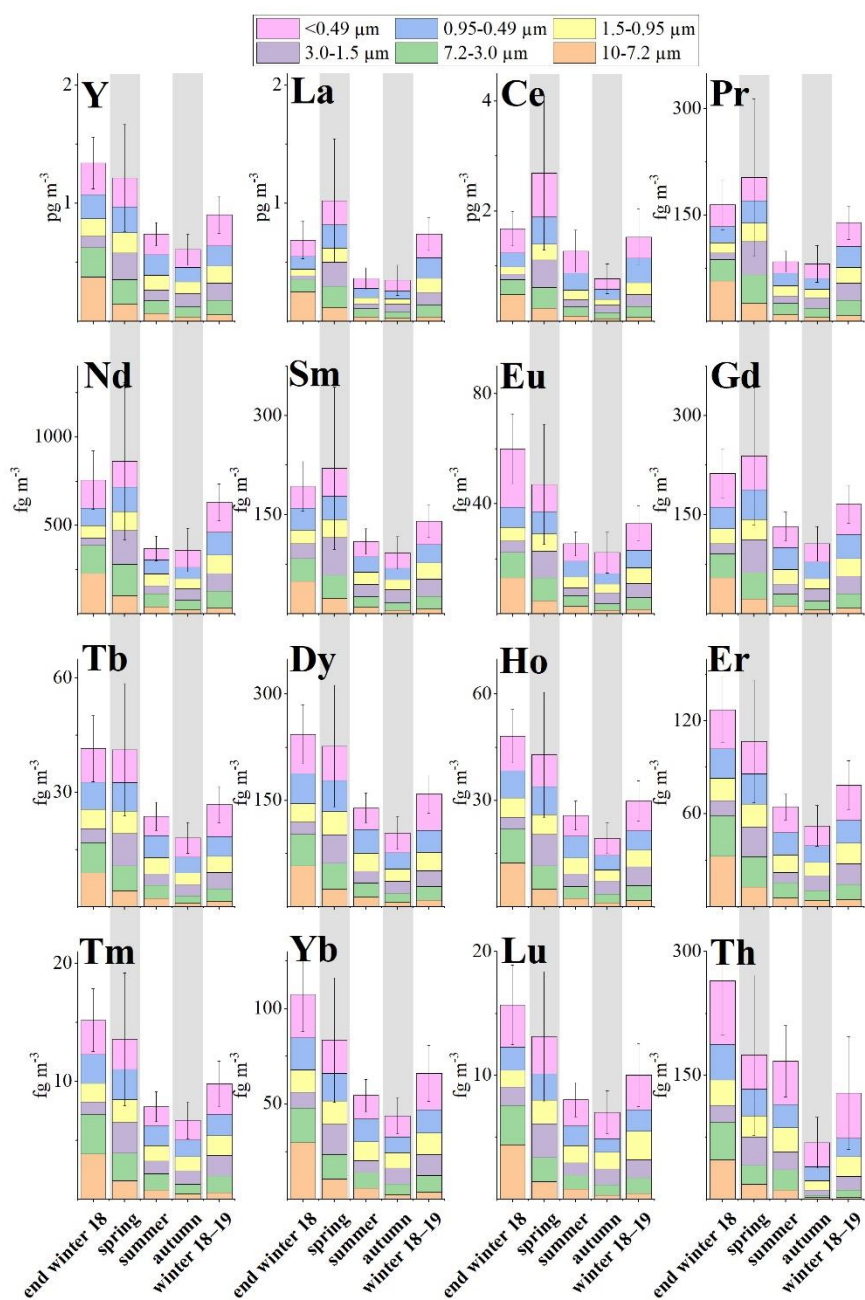 <0.49 µm 0.95-0.49 µm 1.5-0.95 µm
3.0-1.5 µm 7.2-3.0 µm 10-7.2 µm
Y La Ce Pr
2 2 4 300
pg m⁻³ pg m⁻³ pg m⁻³ fg m⁻³
1 1 2 150
Nd Sm Eu Gd
1000 300 80 300
fg m⁻³ fg m⁻³ fg m⁻³ fg m⁻³
500 150 40 150
Tb Dy Ho Er
60 300 60 120
fg m⁻³ fg m⁻³ fg m⁻³ fg m⁻³
30 150 30 60
Tm Yb Lu Th
20 100 20 300
fg m⁻³ fg m⁻³ fg m⁻³ fg m⁻³
10 50 10 150
end winter 18 spring summer autumn winter 18–19
end winter 18 spring summer autumn winter 18–19
end winter 18 spring summer autumn winter 18–19
end winter 18 spring summer autumn winter 18–19